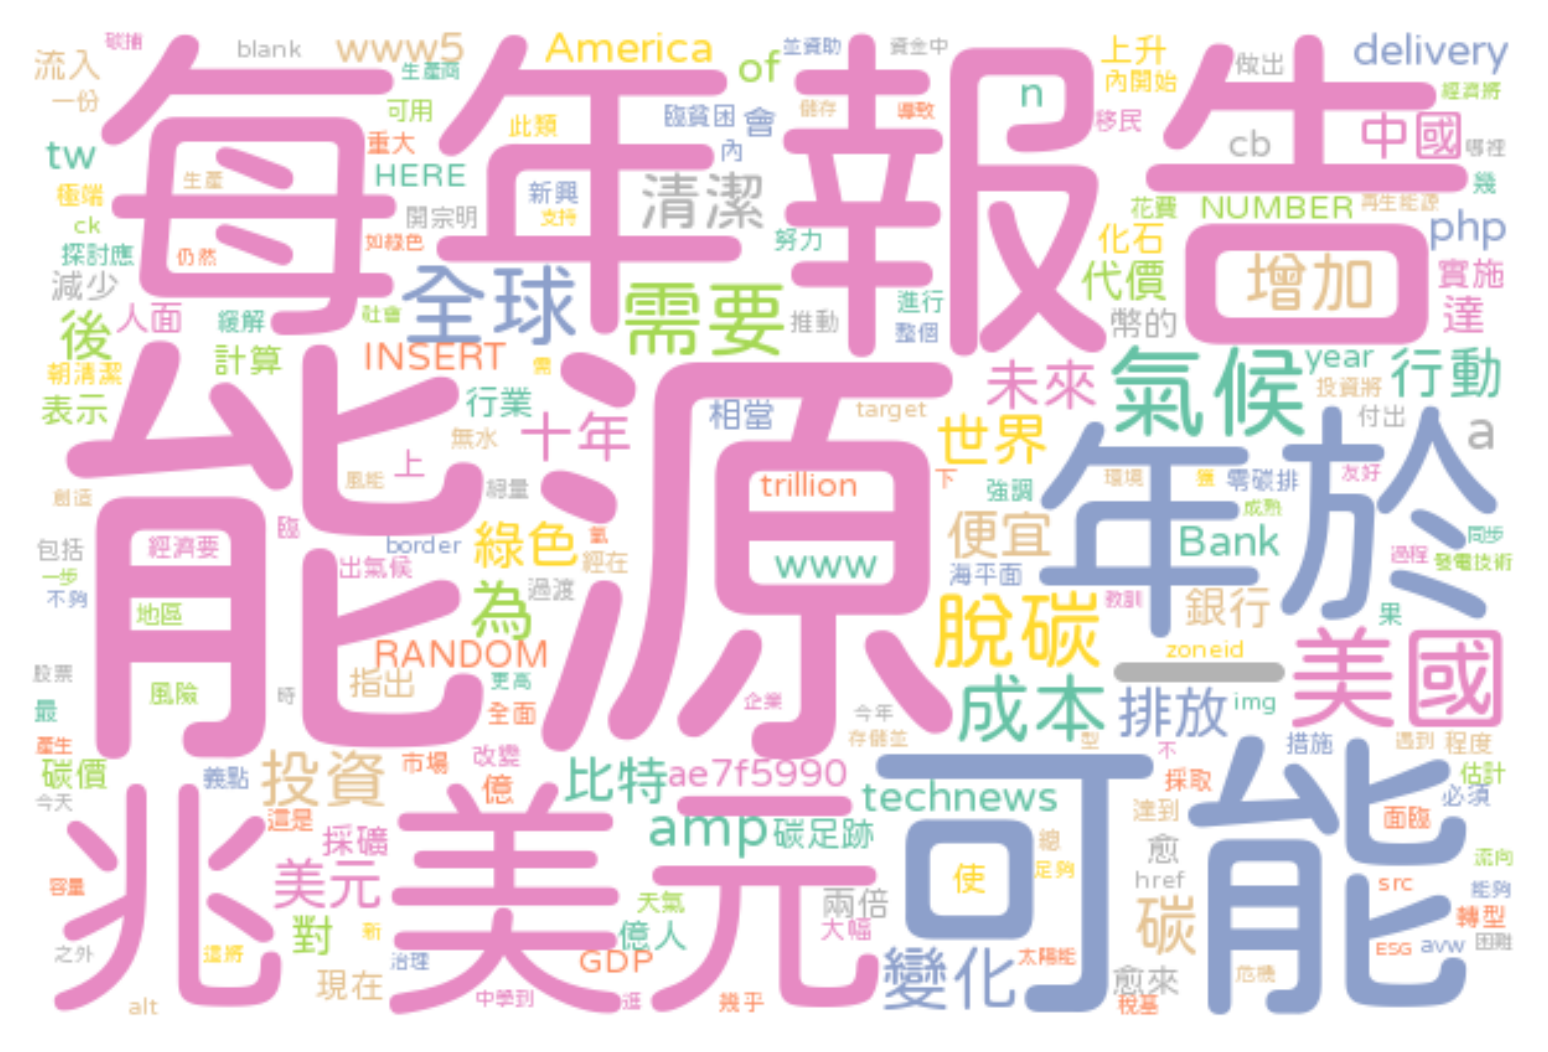 碳捕
流入
一份
blank
www5
生產商
America
of
並資助
資金中
上升
內開始
做出
delivery
經濟將
每年
報告
可用
重大
此類
臨貧困
會
儲存
導致
n
移民
cb
中國
哪裡
tw
極端
ck
生產
HERE
開宗明
新興
支持
清潔
內
努力
花費
NUMBER
再生能源
幾
php
探討應
仍然
如綠色
化石
減少
人面
後
緩解
社會
全球
需要
推動
進行
整個
代價
幣的
增加
實施
達
朝清潔
計算
INSERT
需
未來
氣候
year
投資將
行動
表示
行業
十年
相當
target
世界
付出
a
能源
無水
上
風能
總量
trillion
下
強調
環境
獲
零碳排
友好
成熟
年於
創造
臨
包括
一步
不夠
經濟要
border
出氣候
綠色
氫
經在
www
便宜
海平面
Bank
過程
同步
發電技術
地區
為
過渡
脫碳
教訓
銀行
果
股票
RANDOM
指出
更高
zoneid
一
美國
最
風險
時
全面
企業
今年
存儲並
成本
型
排放
img
產生
碳價
今天
義點
投資
市場
改變
億
比特
ae7f5990
一
technews
不
採取
措施
遇到
程度
估計
必須
兆
美元
可能
這是
採礦
美元
amp
碳足跡
總
達到
面臨
使
足夠
愈
href
流向
容量
對
新
天氣
億人
兩倍
大幅
碳
src
能夠
轉型
之外
這將
現在
治理
GDP
變化
太陽能
ESG
avw
困難
愈來
危機
alt
中學到
逛
幾乎
稅基